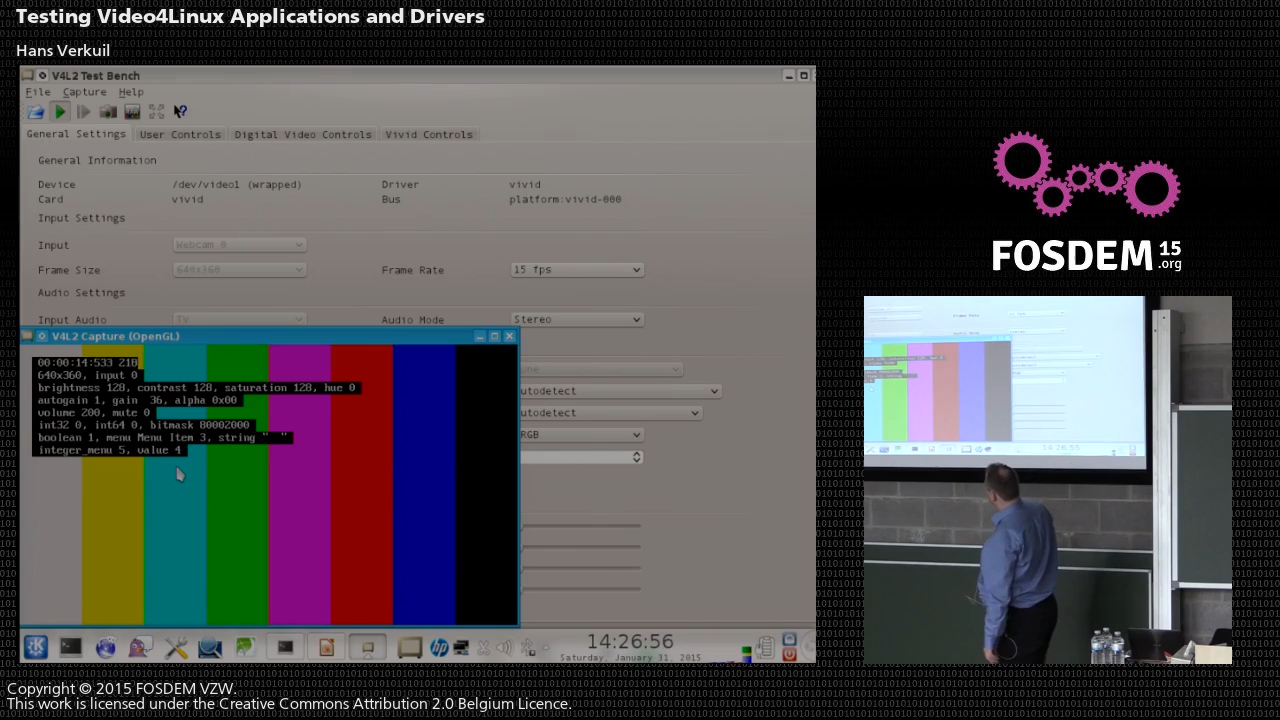 Testing Video4Linux Applications and Drivers
Hans Verkuil
V4L2 Test Bench
File Capture Help
General Settings User Controls Digital Video Controls Vivid Controls
General Information
Device /dev/video1 (wrapped) Driver vivid
Card vivid Bus platform:vivid-000
Input Settings
Input Webcam 0
Frame Size 640x360 Frame Rate 15 fps
Audio Settings
Input Audio TV Audio Mode Stereo
V4L2 Capture (OpenGL)
00:00:14:533 218
640x360, input 0
brightness 128, contrast 128, saturation 128, hue 0
autogain 1, gain 36, alpha 0x00
volume 200, mute 0
int32 0, int64 0, bitmask 80002000
boolean 1, menu Menu Item 3, string "  "
integer_menu 5, value 4
utodetect
utodetect
RGB
14:26:56
Saturday, January 31, 2015
FOSDEM 15
.org
14:26:55
Copyright © 2015 FOSDEM VZW.
This work is licensed under the Creative Commons Attribution 2.0 Belgium Licence.